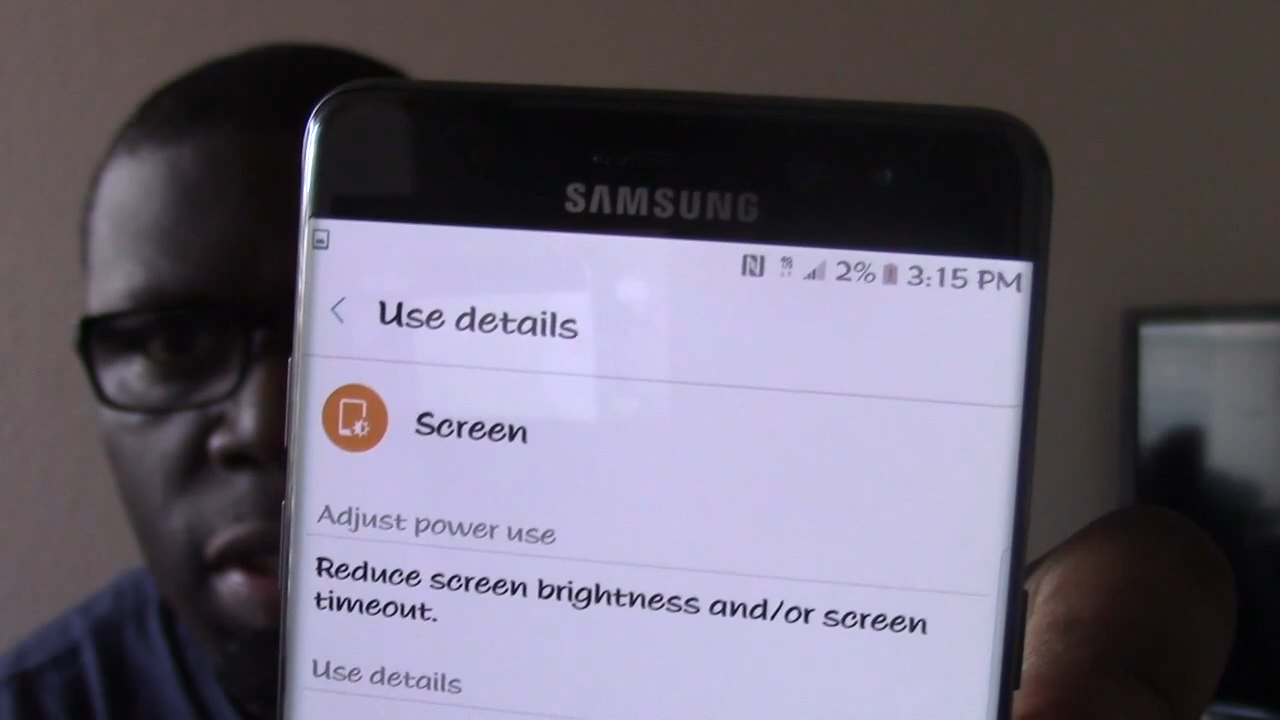 SAMSUNG
2% 3:15 PM
Use details
Screen
Adjust power use
Reduce screen brightness and/or screen
timeout.
Use details